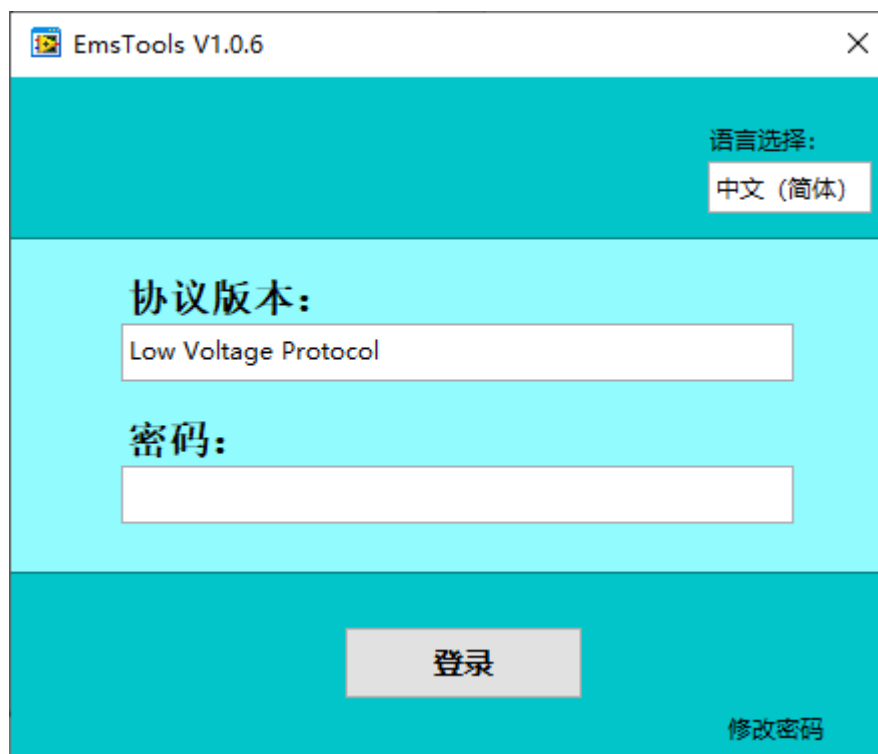 EmsTools V1.0.6
语言选择：
中文（简体）
协议版本：
Low Voltage Protocol
密码：
登录
修改密码